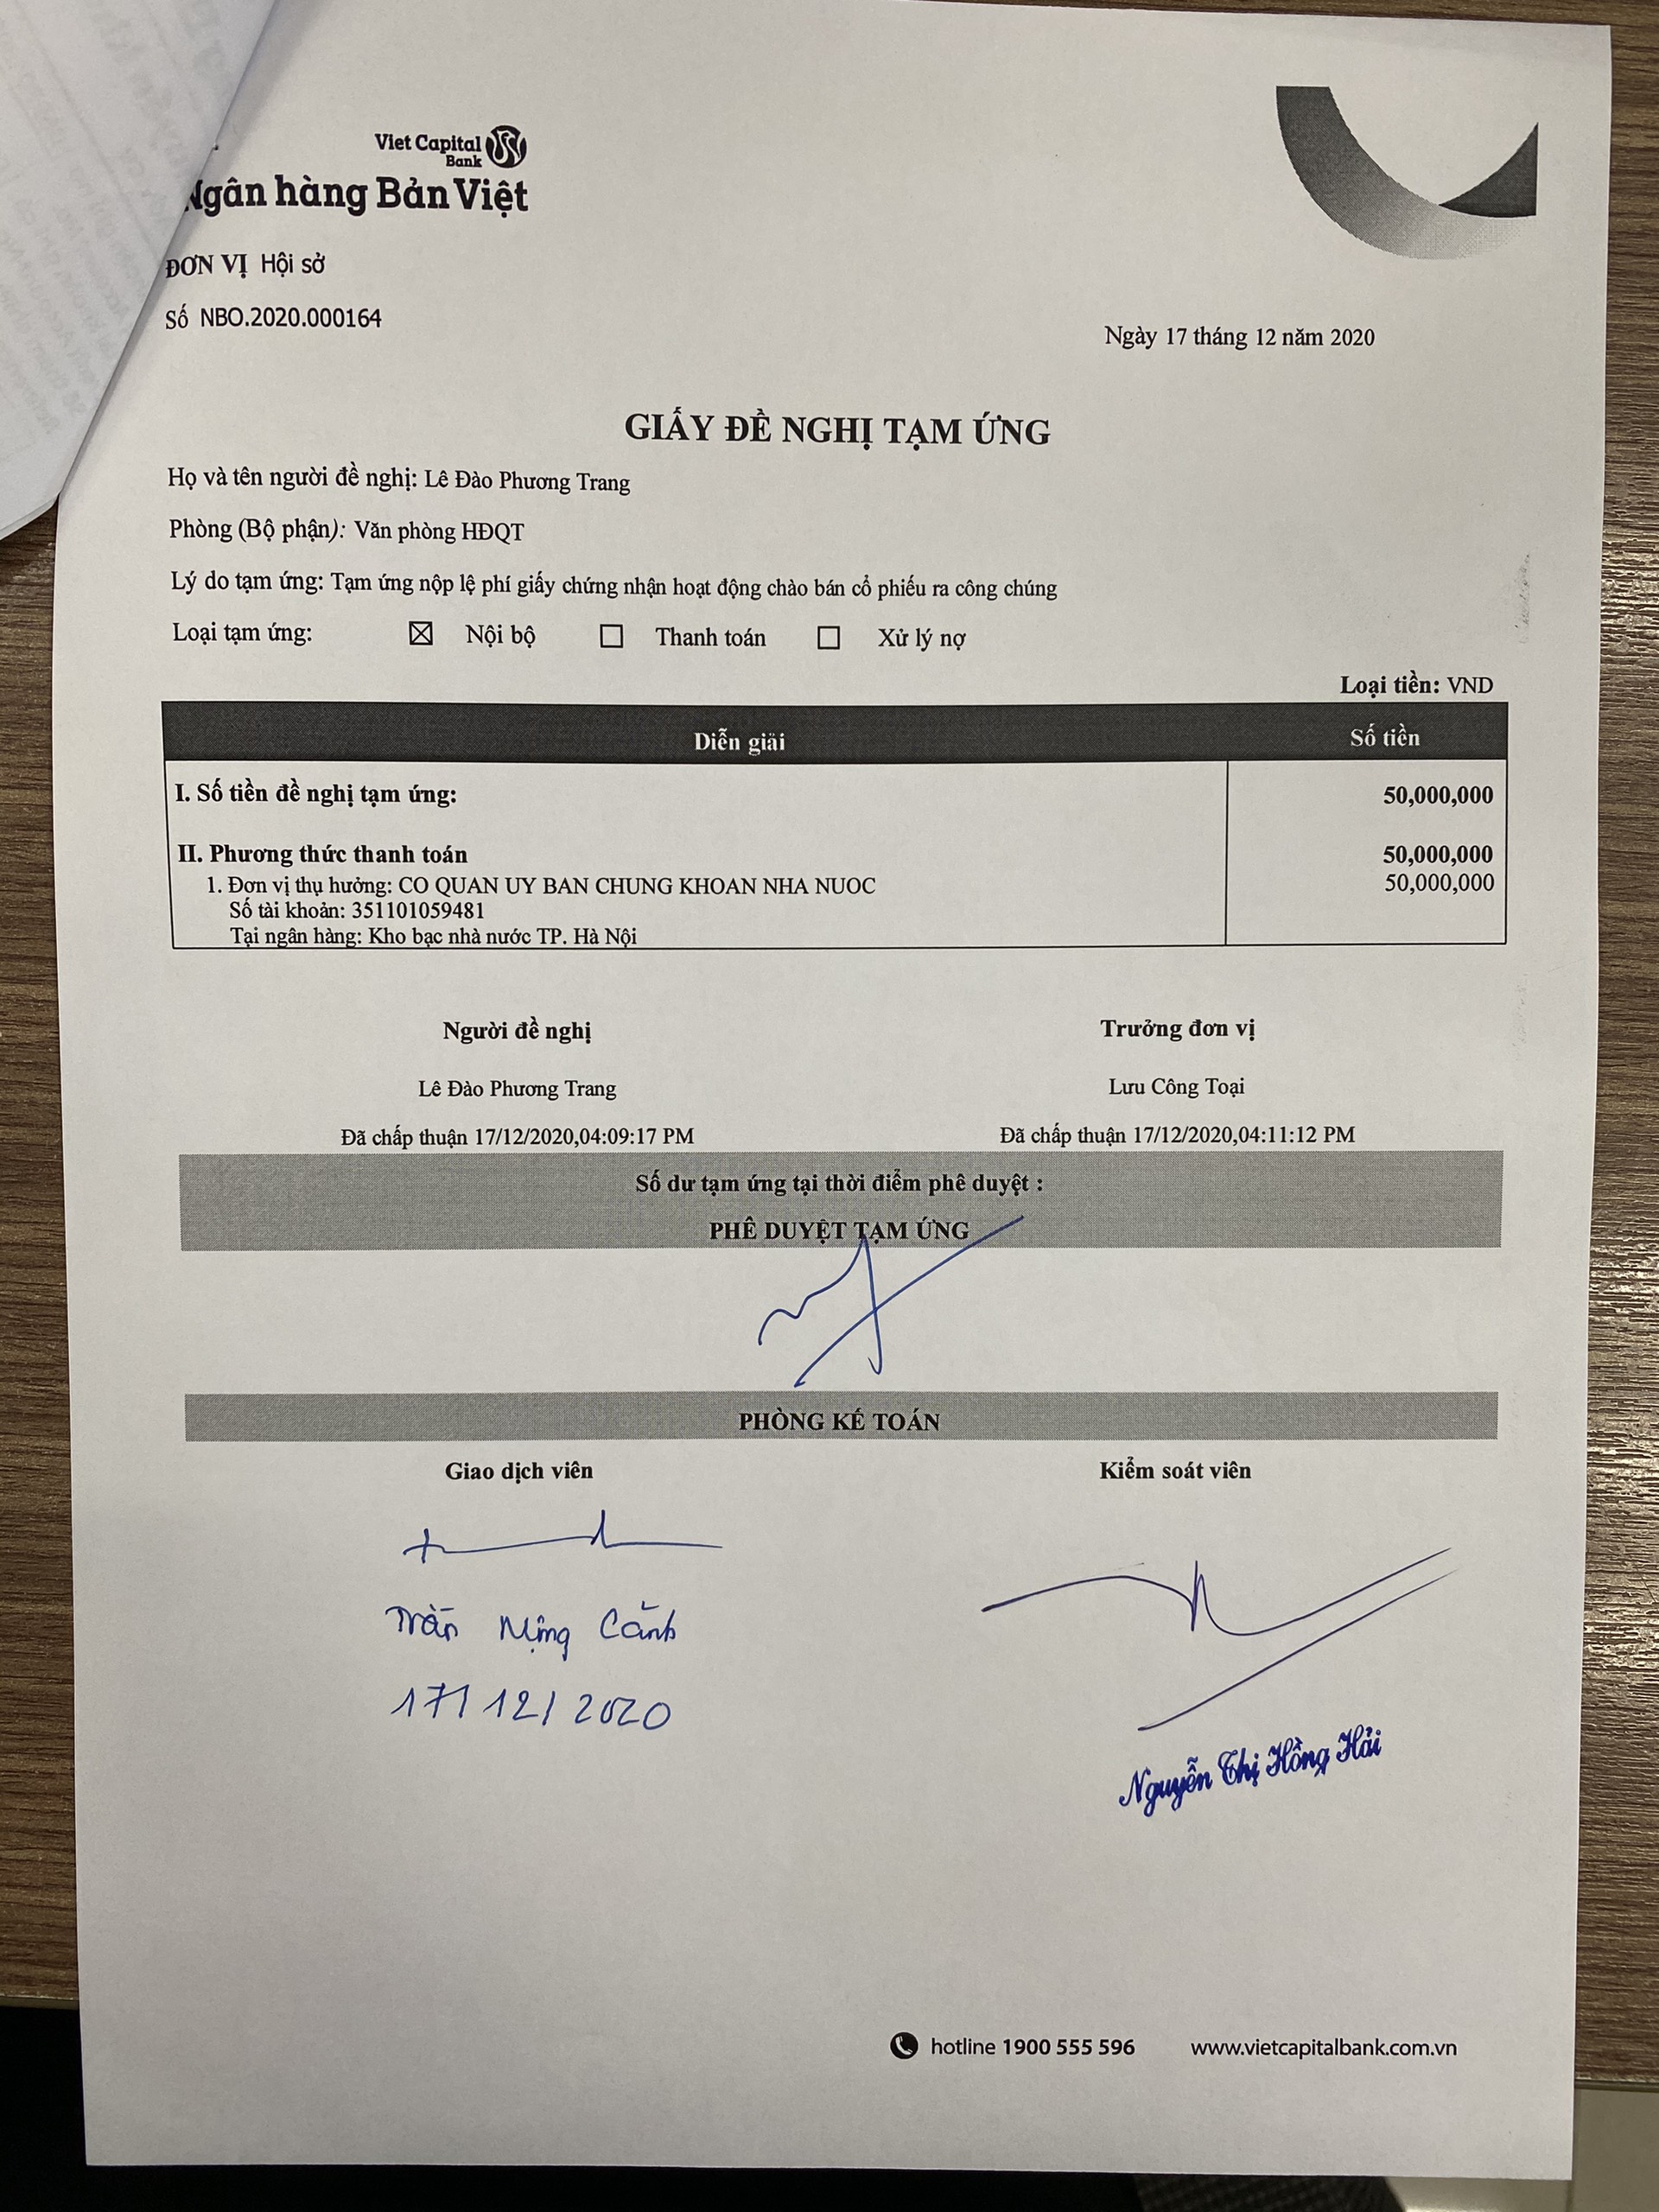 Viet Capital
Bank
Ngân hàng Bản Việt
ĐƠN VỊ Hội sở
Số NBO.2020.000164
Ngày 17 tháng 12 năm 2020
GIẤY ĐỀ NGHỊ TẠM ỨNG
Họ và tên người đề nghị: Lê Đào Phương Trang
Phòng (Bộ phận): Văn phòng HĐQT
Lý do tạm ứng: Tạm ứng nộp lệ phí giấy chứng nhận hoạt động chào bán cổ phiếu ra công chúng
Loại tạm ứng: ☒ Nội bộ ☐ Thanh toán ☐ Xử lý nợ
Loại tiền: VND
Diễn giải Số tiền
I. Số tiền đề nghị tạm ứng: 50,000,000
II. Phương thức thanh toán 50,000,000
1. Đơn vị thụ hưởng: CO QUAN UY BAN CHUNG KHOAN NHA NUOC 50,000,000
Số tài khoản: 351101059481
Tại ngân hàng: Kho bạc nhà nước TP. Hà Nội
Người đề nghị Trưởng đơn vị
Lê Đào Phương Trang Lưu Công Toại
Đã chấp thuận 17/12/2020,04:09:17 PM Đã chấp thuận 17/12/2020,04:11:12 PM
Số dư tạm ứng tại thời điểm phê duyệt :
PHÊ DUYỆT TẠM ỨNG
PHÒNG KẾ TOÁN
Giao dịch viên Kiểm soát viên
Trần Cảnh
17/12/2020
Nguyễn Thị Hồng Hải
hotline 1900 555 596 www.vietcapitalbank.com.vn